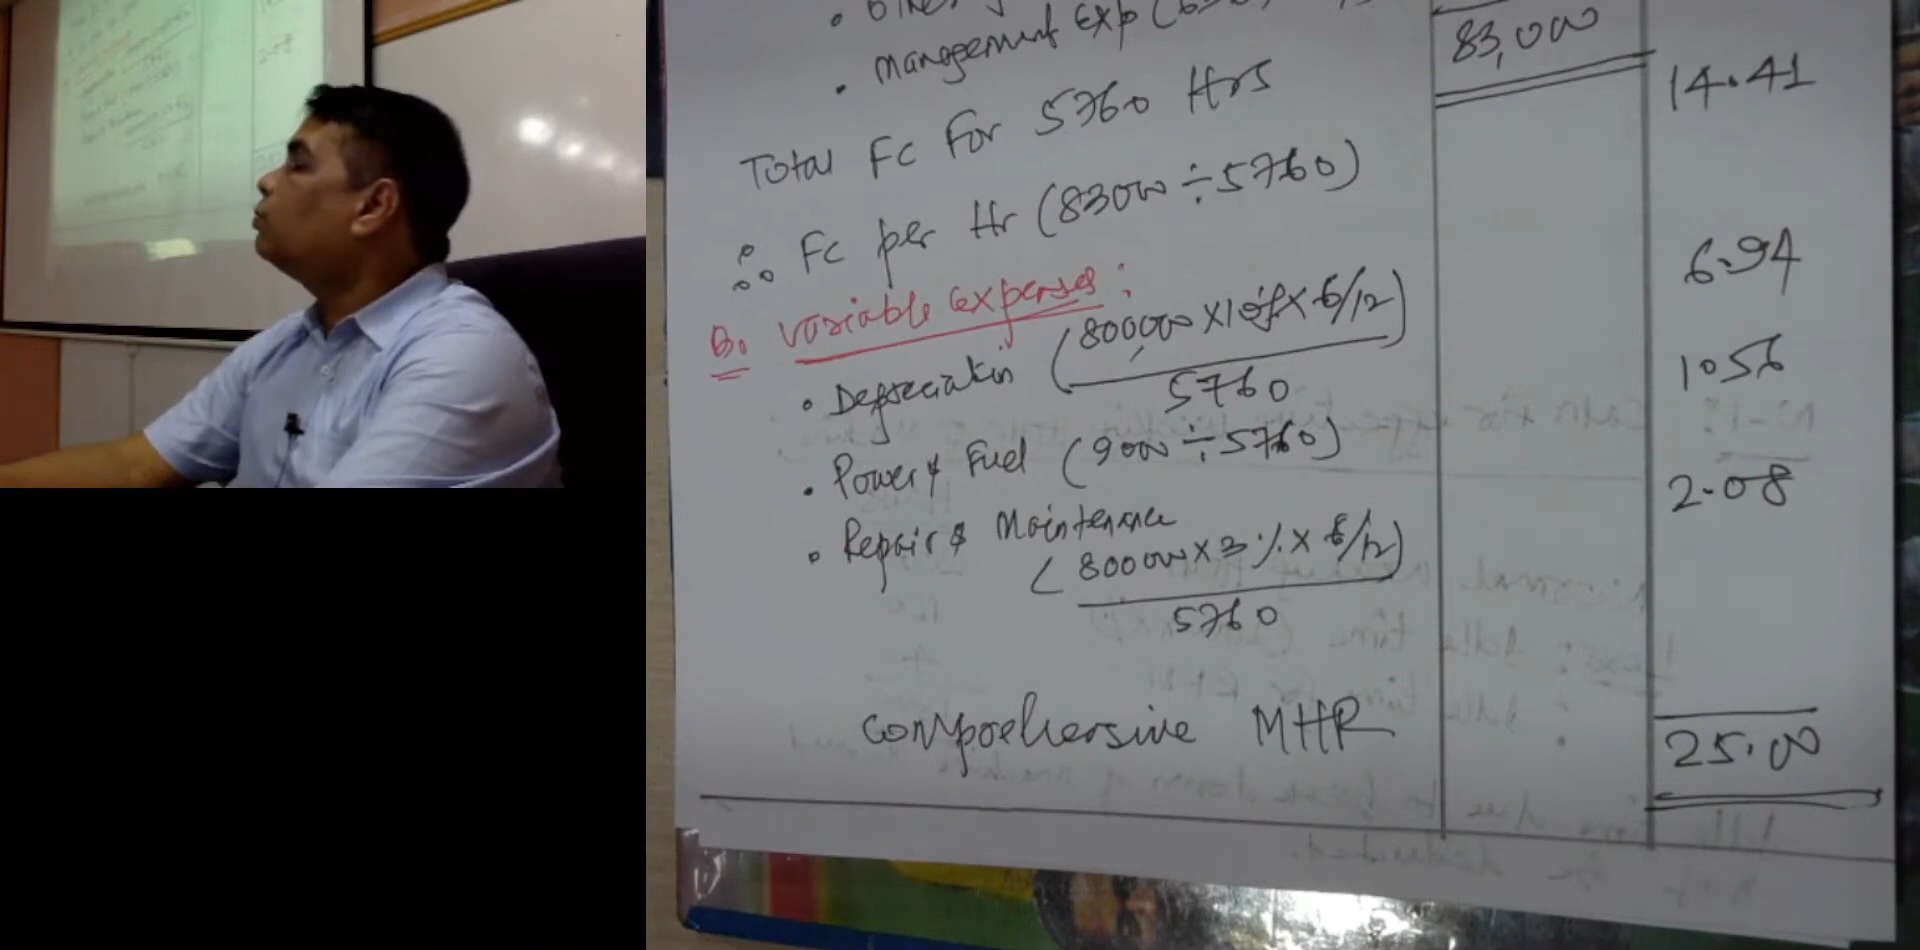 management Exp
83,000
Total FC For 5760 Hrs
∴ FC per Hr (83000 ÷ 5760) 14.41
B. Variable expenses :
• Depreciation (800,000 × 10% × 6/12) 6.94
5760
• Power & Fuel (9000 ÷ 5760) 1.56
• Repair & Maintenance 2.08
(800000 × 3% × 6/12)
5760
Comprehensive MHR 25.00